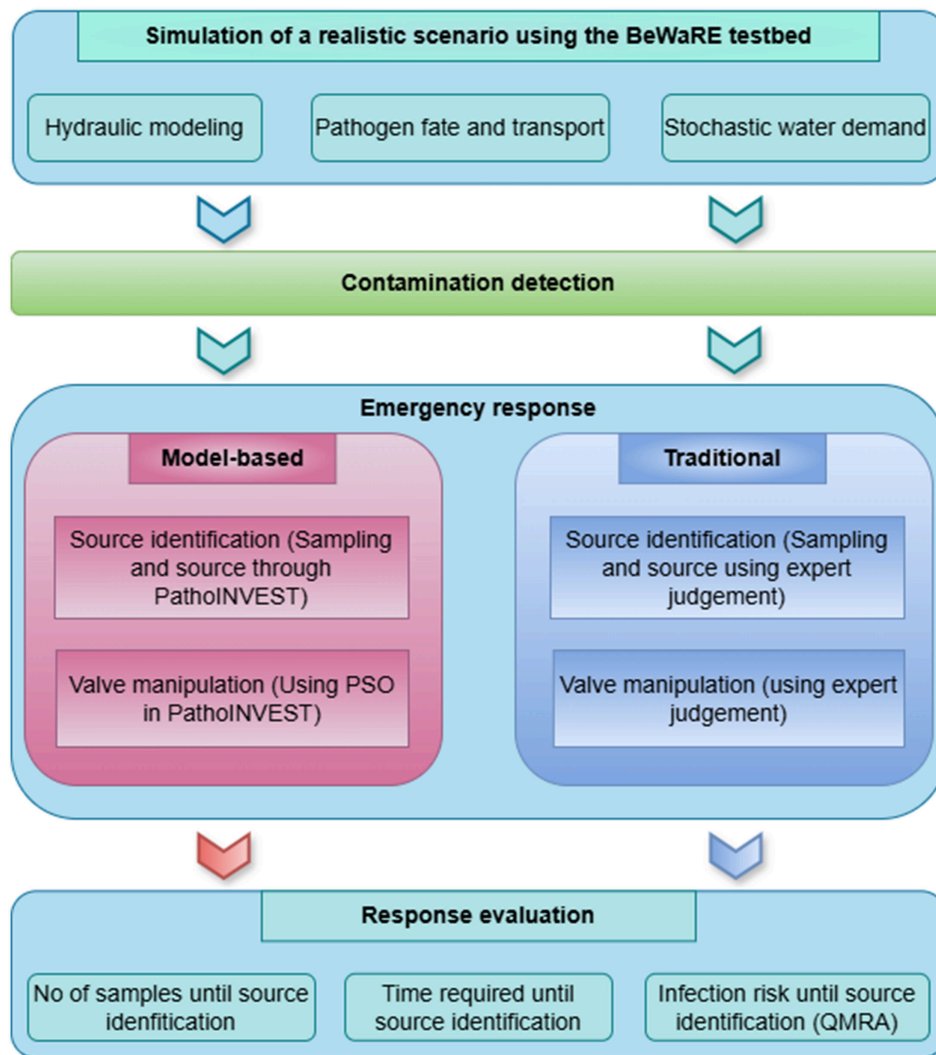 Simulation of a realistic scenario using the BeWaRE testbed
Hydraulic modeling
Pathogen fate and transport
Stochastic water demand
Contamination detection
Emergency response
Model-based
Traditional
Source identification (Sampling
and source through
PathoINVEST)
Source identification (Sampling
and source using expert
judgement)
Valve manipulation (Using PSO
in PathoINVEST)
Valve manipulation (using expert
judgement)
Response evaluation
No of samples until source
idenfitication
Time required until
source identification
Infection risk until source
identification (QMRA)